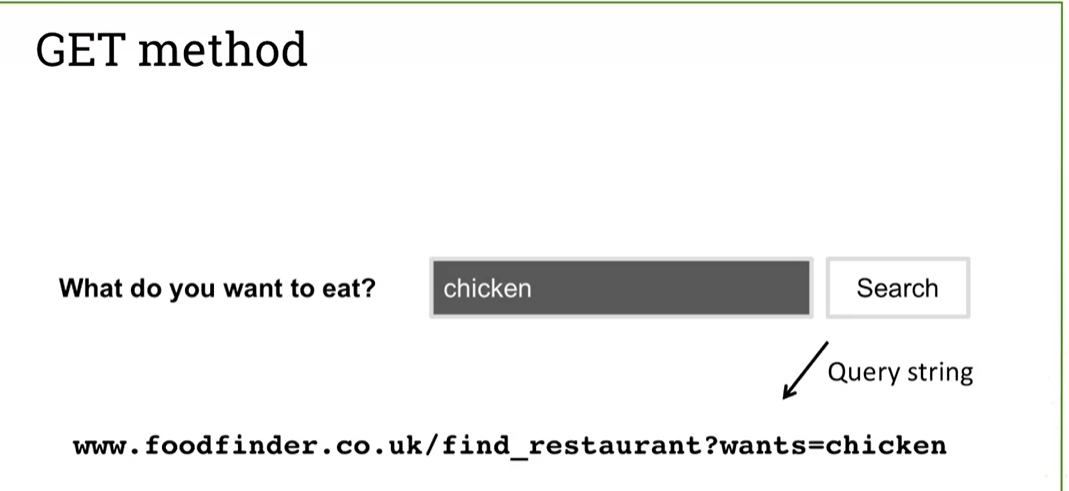 GET method
What do you want to eat? chicken Search
Query string
www.foodfinder.co.uk/find_restaurant?wants=chicken